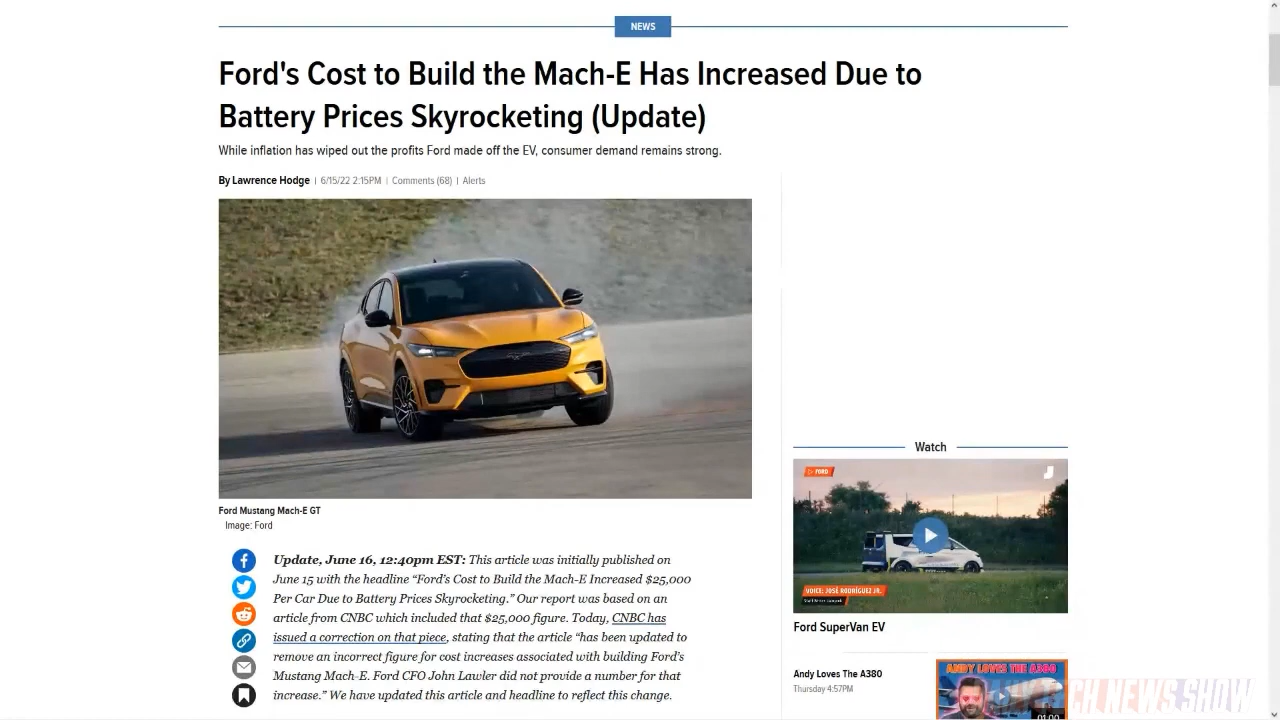 NEWS
Ford's Cost to Build the Mach-E Has Increased Due to
Battery Prices Skyrocketing (Update)
While inflation has wiped out the profits Ford made off the EV, consumer demand remains strong.
By Lawrence Hodge | 6/15/22 2:15PM | Comments (68) | Alerts
Ford Mustang Mach-E GT
Image: Ford
Update, June 16, 12:40pm EST: This article was initially published on
June 15 with the headline “Ford’s Cost to Build the Mach-E Increased $25,000
Per Car Due to Battery Prices Skyrocketing.” Our report was based on an
article from CNBC which included that $25,000 figure. Today, CNBC has
issued a correction on that piece, stating that the article “has been updated to
remove an incorrect figure for cost increases associated with building Ford’s
Mustang Mach-E. Ford CFO John Lawler did not provide a number for that
increase.” We have updated this article and headline to reflect this change.
Watch
FORD
VOICE: JOSÉ RODRÍGUEZ JR.
Ford SuperVan EV
Andy Loves The A380
Thursday 4:57PM
ANDY LOVES THE A380
01:00
NEWS SHOW